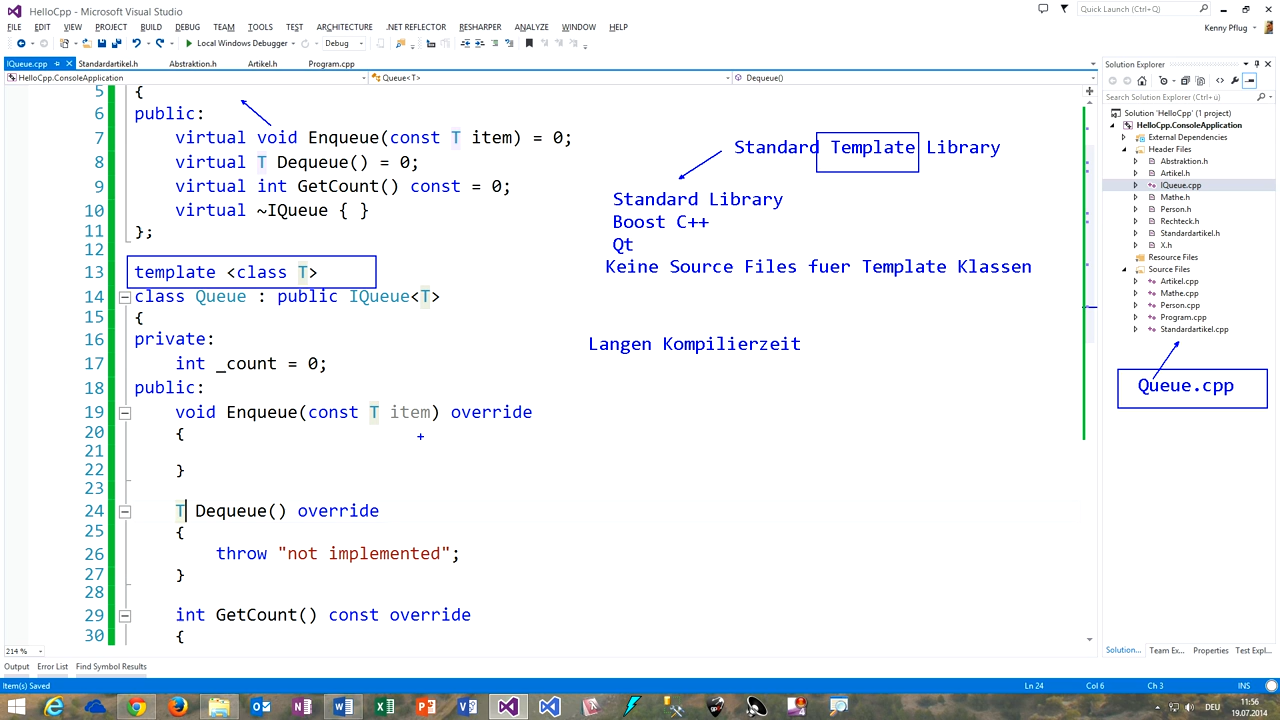 HelloCpp - Microsoft Visual Studio
Quick Launch (Ctrl+Q)
FILE EDIT VIEW PROJECT BUILD DEBUG TEAM TOOLS TEST ARCHITECTURE .NET REFLECTOR RESHARPER ANALYZE WINDOW HELP
Kenny Pflug
Local Windows Debugger
Debug
IQueue.cpp Standardartikel.h Abstraktion.h Artikel.h Program.cpp
HelloCpp.ConsoleApplication Queue<T> Dequeue()
5 {
6 public:
7 virtual void Enqueue(const T item) = 0;
8 virtual T Dequeue() = 0;
9 virtual int GetCount() const = 0;
10 virtual ~IQueue { }
11 };
12
13 template <class T>
14 class Queue : public IQueue<T>
15 {
16 private:
17 int _count = 0;
18 public:
19 void Enqueue(const T item) override
20 {
21
22 }
23
24 T Dequeue() override
25 {
26 throw "not implemented";
27 }
28
29 int GetCount() const override
30 {
Standard Template Library
Standard Library
Boost C++
Qt
Keine Source Files fuer Template Klassen
Langen Kompilierzeit
Solution Explorer
Search Solution Explorer (Ctrl+ü)
Solution 'HelloCpp' (1 project)
HelloCpp.ConsoleApplication
External Dependencies
Header Files
Abstraktion.h
Artikel.h
IQueue.cpp
Mathe.h
Person.h
Rechteck.h
Standardartikel.h
X.h
Resource Files
Source Files
Artikel.cpp
Mathe.cpp
Person.cpp
Program.cpp
Standardartikel.cpp
Queue.cpp
214 %
Solution... Team Ex... Properties Test Expl...
Output Error List Find Symbol Results
Item(s) Saved
Ln 24 Col 6 Ch 3 INS
DEU
11:56
19.07.2014